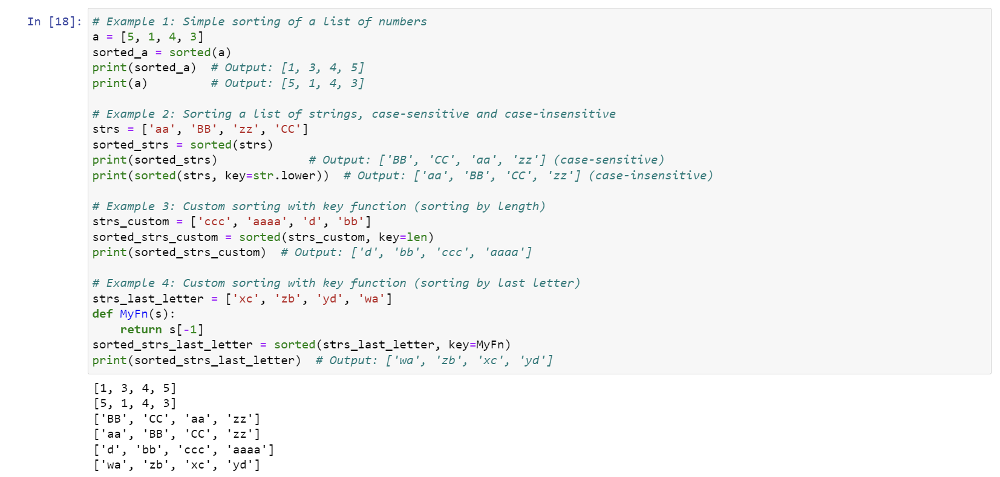 In [18]: # Example 1: Simple sorting of a list of numbers
a = [5, 1, 4, 3]
sorted_a = sorted(a)
print(sorted_a)  # Output: [1, 3, 4, 5]
print(a)         # Output: [5, 1, 4, 3]

# Example 2: Sorting a list of strings, case-sensitive and case-insensitive
strs = ['aa', 'BB', 'zz', 'CC']
sorted_strs = sorted(strs)
print(sorted_strs)             # Output: ['BB', 'CC', 'aa', 'zz'] (case-sensitive)
print(sorted(strs, key=str.lower))  # Output: ['aa', 'BB', 'CC', 'zz'] (case-insensitive)

# Example 3: Custom sorting with key function (sorting by length)
strs_custom = ['ccc', 'aaaa', 'd', 'bb']
sorted_strs_custom = sorted(strs_custom, key=len)
print(sorted_strs_custom)  # Output: ['d', 'bb', 'ccc', 'aaaa']

# Example 4: Custom sorting with key function (sorting by last letter)
strs_last_letter = ['xc', 'zb', 'yd', 'wa']
def MyFn(s):
    return s[-1]
sorted_strs_last_letter = sorted(strs_last_letter, key=MyFn)
print(sorted_strs_last_letter)  # Output: ['wa', 'zb', 'xc', 'yd']

[1, 3, 4, 5]
[5, 1, 4, 3]
['BB', 'CC', 'aa', 'zz']
['aa', 'BB', 'CC', 'zz']
['d', 'bb', 'ccc', 'aaaa']
['wa', 'zb', 'xc', 'yd']